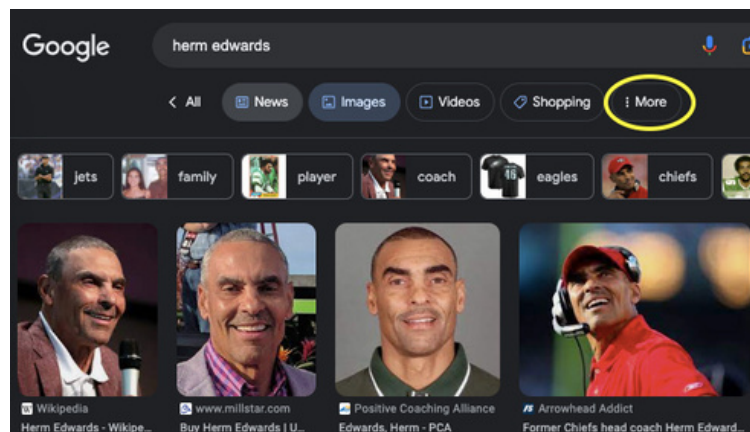 Google herm edwards
All News Images Videos Shopping More
jets family player coach eagles chiefs
46
Wikipedia www.millstar.com Positive Coaching Alliance Arrowhead Addict
Herm Edwards - Wikipe... Buy Herm Edwards | U... Edwards, Herm - PCA Former Chiefs head coach Herm Edward...